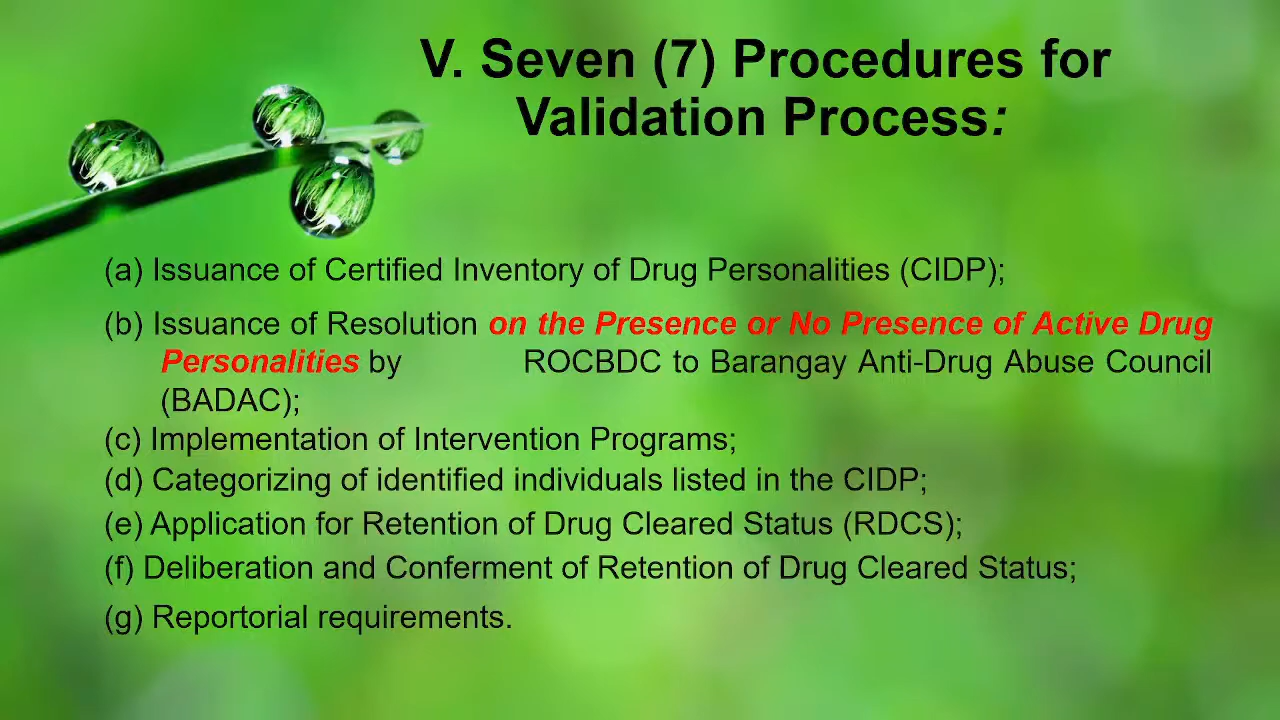 V. Seven (7) Procedures for
Validation Process:
(a) Issuance of Certified Inventory of Drug Personalities (CIDP);
(b) Issuance of Resolution on the Presence or No Presence of Active Drug
Personalities by ROCBDC to Barangay Anti-Drug Abuse Council
(BADAC);
(c) Implementation of Intervention Programs;
(d) Categorizing of identified individuals listed in the CIDP;
(e) Application for Retention of Drug Cleared Status (RDCS);
(f) Deliberation and Conferment of Retention of Drug Cleared Status;
(g) Reportorial requirements.